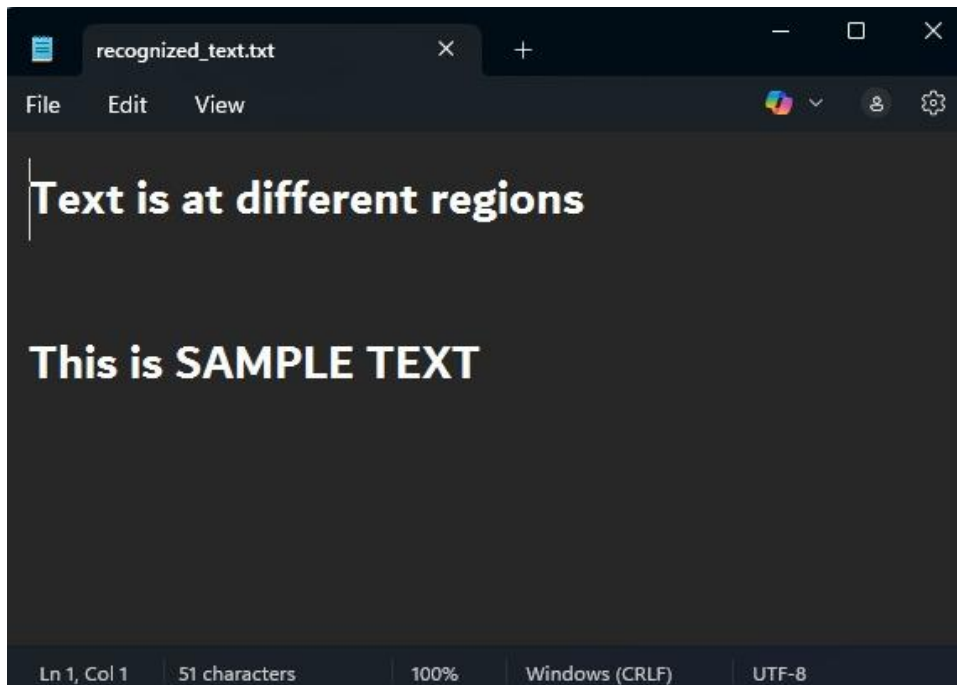 recognized_text.txt
File Edit View
Text is at different regions
This is SAMPLE TEXT
Ln 1, Col 1 51 characters 100% Windows (CRLF) UTF-8